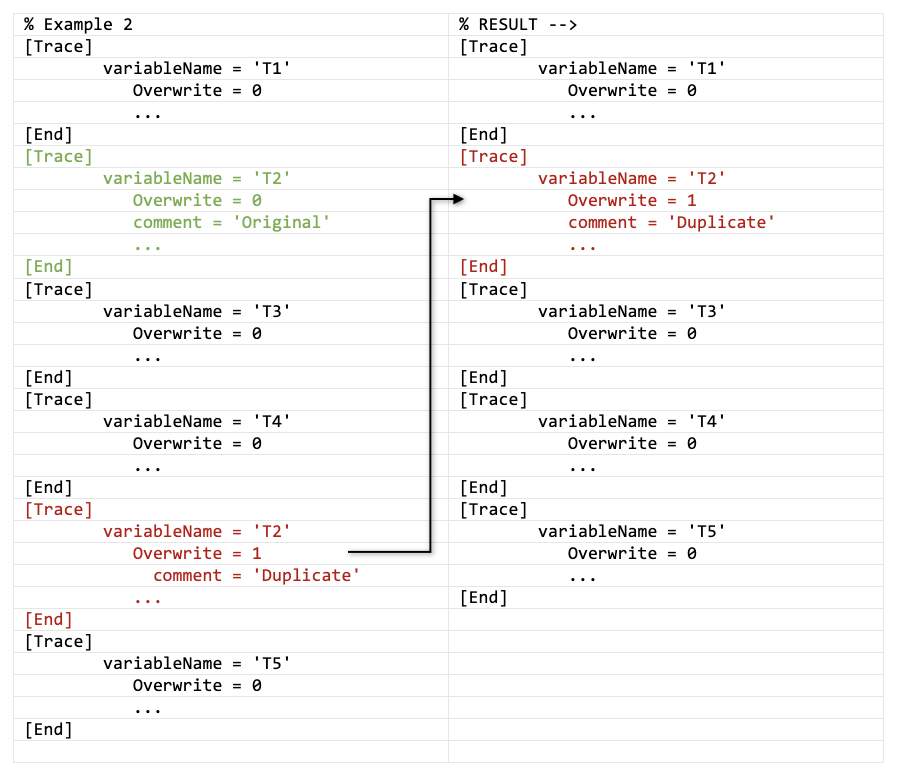 % Example 2
[Trace]
variableName = 'T1'
Overwrite = 0
...
[End]
[Trace]
variableName = 'T2'
Overwrite = 0
comment = 'Original'
...
[End]
[Trace]
variableName = 'T3'
Overwrite = 0
...
[End]
[Trace]
variableName = 'T4'
Overwrite = 0
...
[End]
[Trace]
variableName = 'T2'
Overwrite = 1
comment = 'Duplicate'
...
[End]
[Trace]
variableName = 'T5'
Overwrite = 0
...
[End]
% RESULT -->
[Trace]
variableName = 'T1'
Overwrite = 0
...
[End]
[Trace]
variableName = 'T2'
Overwrite = 1
comment = 'Duplicate'
...
[End]
[Trace]
variableName = 'T3'
Overwrite = 0
...
[End]
[Trace]
variableName = 'T4'
Overwrite = 0
...
[End]
[Trace]
variableName = 'T5'
Overwrite = 0
...
[End]